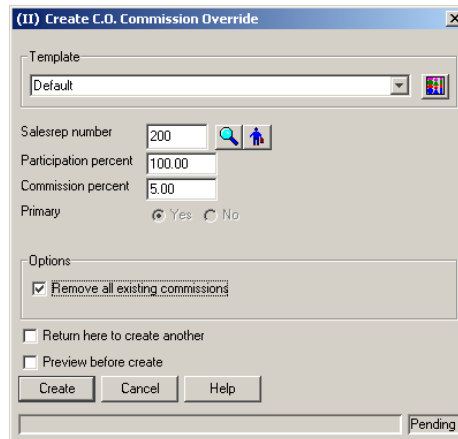 (II) Create C.O. Commission Override
Template
Default
Salesrep number 200
Participation percent 100.00
Commission percent 5.00
Primary Yes No
Options
Remove all existing commissions
Return here to create another
Preview before create
Create Cancel Help
Pending